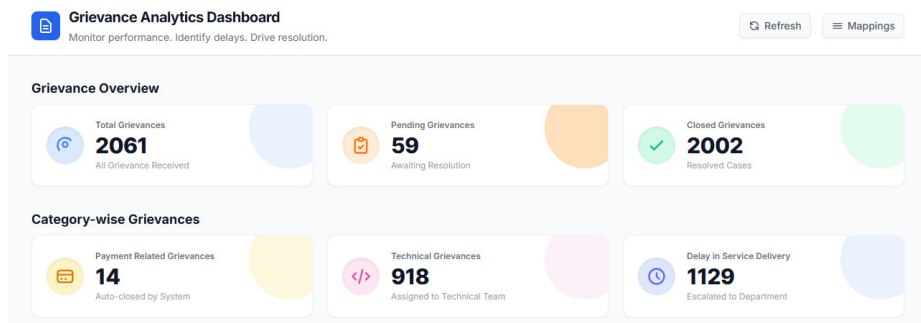 Grievance Analytics Dashboard
Monitor performance. Identify delays. Drive resolution.
Refresh
Mappings
Grievance Overview
Total Grievances
2061
All Grievance Received
Pending Grievances
59
Awaiting Resolution
Closed Grievances
2002
Resolved Cases
Category-wise Grievances
Payment Related Grievances
14
Auto-closed by System
Technical Grievances
918
Assigned to Technical Team
Delay in Service Delivery
1129
Escalated to Department